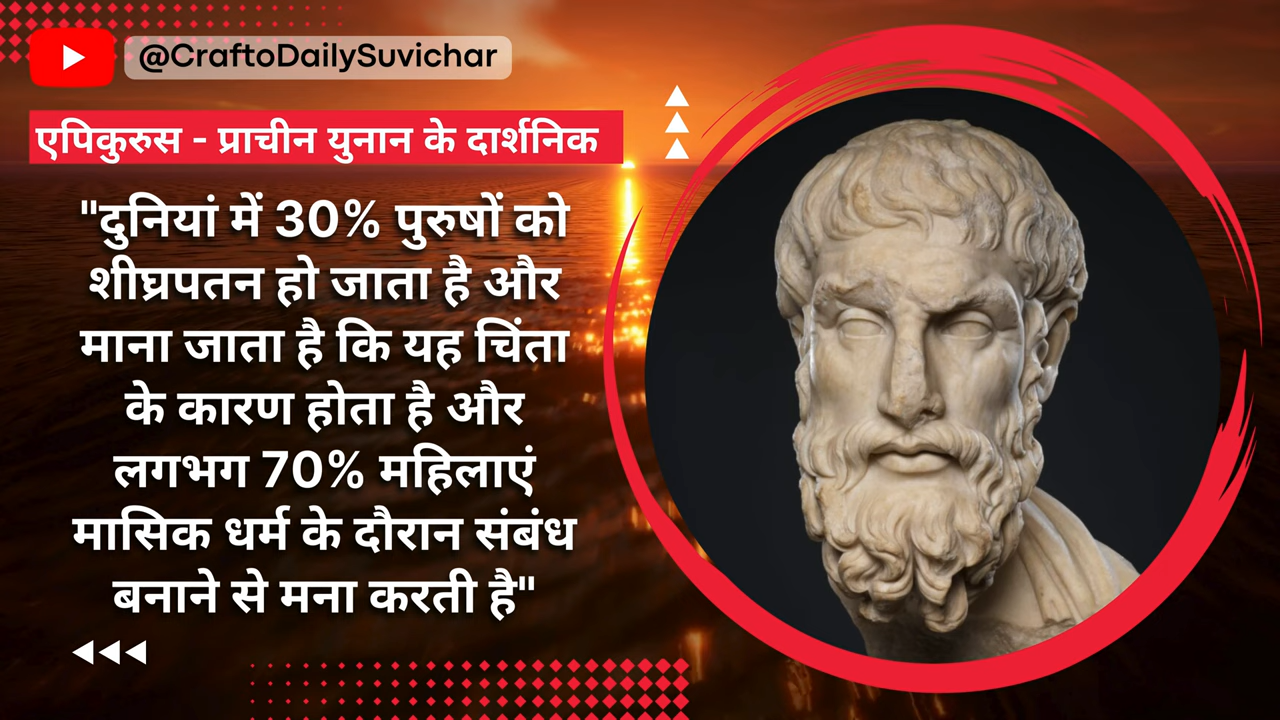 @CraftoDailySuvichar
एपिकुरुस - प्राचीन युनान के दार्शनिक
"दुनियां में 30% पुरुषों को
शीघ्रपतन हो जाता है और
माना जाता है कि यह चिंता
के कारण होता है और
लगभग 70% महिलाएं
मासिक धर्म के दौरान संबंध
बनाने से मना करती है"